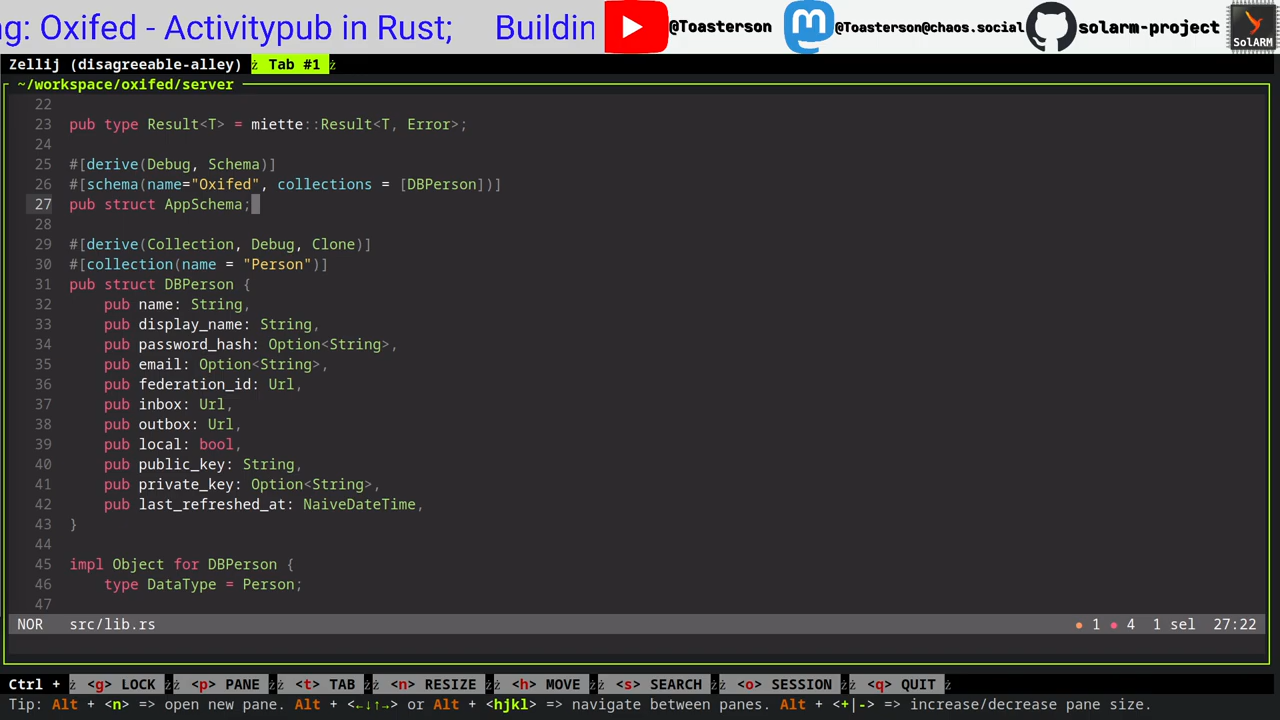 ng: Oxifed - Activitypub in Rust; Buildin
@Toasterson
@Toasterson@chaos.social
solarm-project
SolARM
Zellij (disagreeable-alley) Tab #1
~/workspace/oxifed/server
22
23 pub type Result<T> = miette::Result<T, Error>;
24
25 #[derive(Debug, Schema)]
26 #[schema(name="Oxifed", collections = [DBPerson])]
27 pub struct AppSchema;
28
29 #[derive(Collection, Debug, Clone)]
30 #[collection(name = "Person")]
31 pub struct DBPerson {
32 pub name: String,
33 pub display_name: String,
34 pub password_hash: Option<String>,
35 pub email: Option<String>,
36 pub federation_id: Url,
37 pub inbox: Url,
38 pub outbox: Url,
39 pub local: bool,
40 pub public_key: String,
41 pub private_key: Option<String>,
42 pub last_refreshed_at: NaiveDateTime,
43 }
44
45 impl Object for DBPerson {
46 type DataType = Person;
47
NOR src/lib.rs ● 1 ● 4 1 sel 27:22
Ctrl + <g> LOCK <p> PANE <t> TAB <n> RESIZE <h> MOVE <s> SEARCH <o> SESSION <q> QUIT
Tip: Alt + <n> => open new pane. Alt + <←↓↑→> or Alt + <hjkl> => navigate between panes. Alt + <+|-> => increase/decrease pane size.